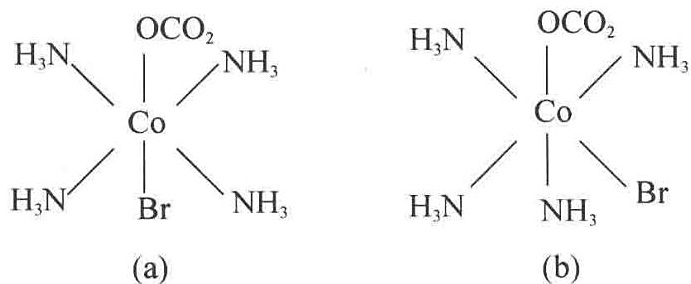 OCO₂
H₃N NH₃
Co
H₃N Br NH₃
(a)
OCO₂
H₃N NH₃
Co
H₃N NH₃ Br
(b)